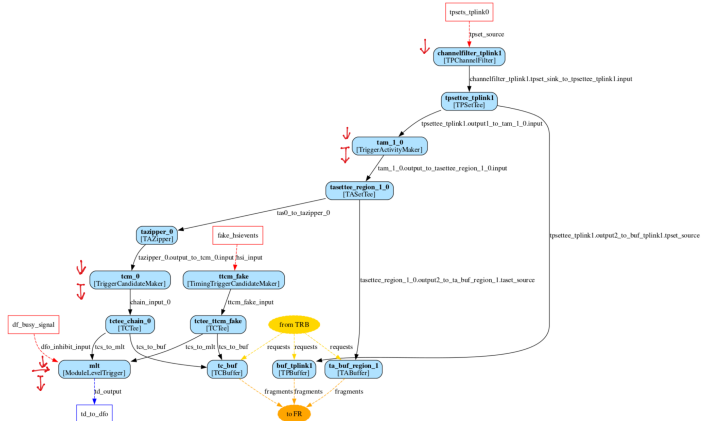 tpsets_tplink0
tpset_source
channelfilter_tplink1
[TPChannelFilter]
channelfilter_tplink1.tpset_sink_to_tpsettee_tplink1.input
tpsettee_tplink1
[TPSetTee]
tpsettee_tplink1.output1_to_tam_1_0.input
tam_1_0
[TriggerActivityMaker]
tam_1_0.output_to_tasettee_region_1_0.input
tasettee_region_1_0
[TASetTee]
tas0_to_tazipper_0
tazipper_0
[TAZipper]
fake_hsievents
tpsettee_tplink1.output2_to_buf_tplink1.tpset_source
tazipper_0.output_to_tcm_0.input
hsi_input
tcm_0
[TriggerCandidateMaker]
ttcm_fake
[TimingTriggerCandidateMaker]
tasettee_region_1_0.output2_to_ta_buf_region_1.taset_source
chain_input_0
ttcm_fake_input
df_busy_signal
tctee_chain_0
[TCTee]
tctee_ttcm_fake
[TCTee]
from TRB
dfo_inhibit_input
tcs_to_mlt
tcs_to_buf
tcs_to_mlt
tcs_to_buf
requests
requests
requests
mlt
[ModuleLevelTrigger]
tc_buf
[TCBuffer]
buf_tplink1
[TPBuffer]
ta_buf_region_1
[TABuffer]
td_output
fragments
fragments
fragments
td_to_dfo
to FR